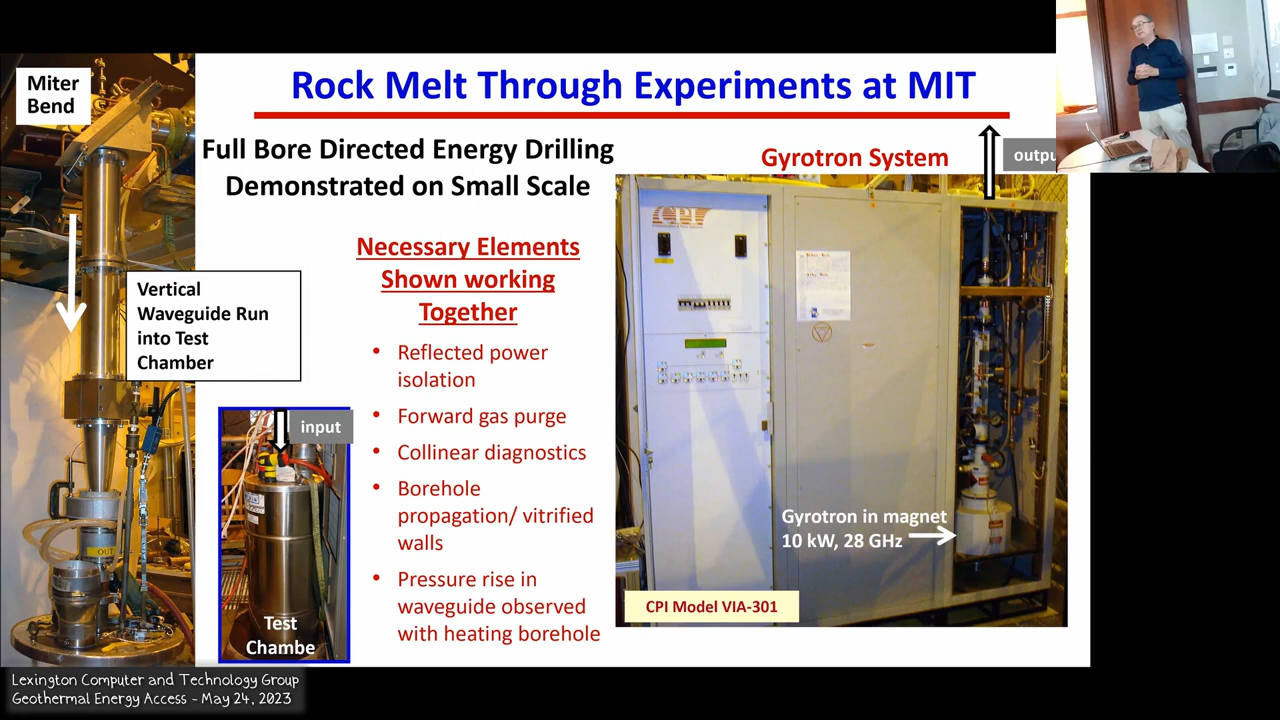 Rock Melt Through Experiments at MIT
Miter
Bend
Full Bore Directed Energy Drilling
Demonstrated on Small Scale
Gyrotron System
CPI
Necessary Elements
Shown working
Together
Vertical
Waveguide Run
into Test
Chamber
• Reflected power
isolation
• Forward gas purge
• Collinear diagnostics
• Borehole
propagation/ vitrified
walls
• Pressure rise in
waveguide observed
with heating borehole
input
Test
Chambe
OUT
Gyrotron in magnet
10 kW, 28 GHz
CPI Model VIA-301
Lexington Computer and Technology Group
Geothermal Energy Access - May 24, 2023